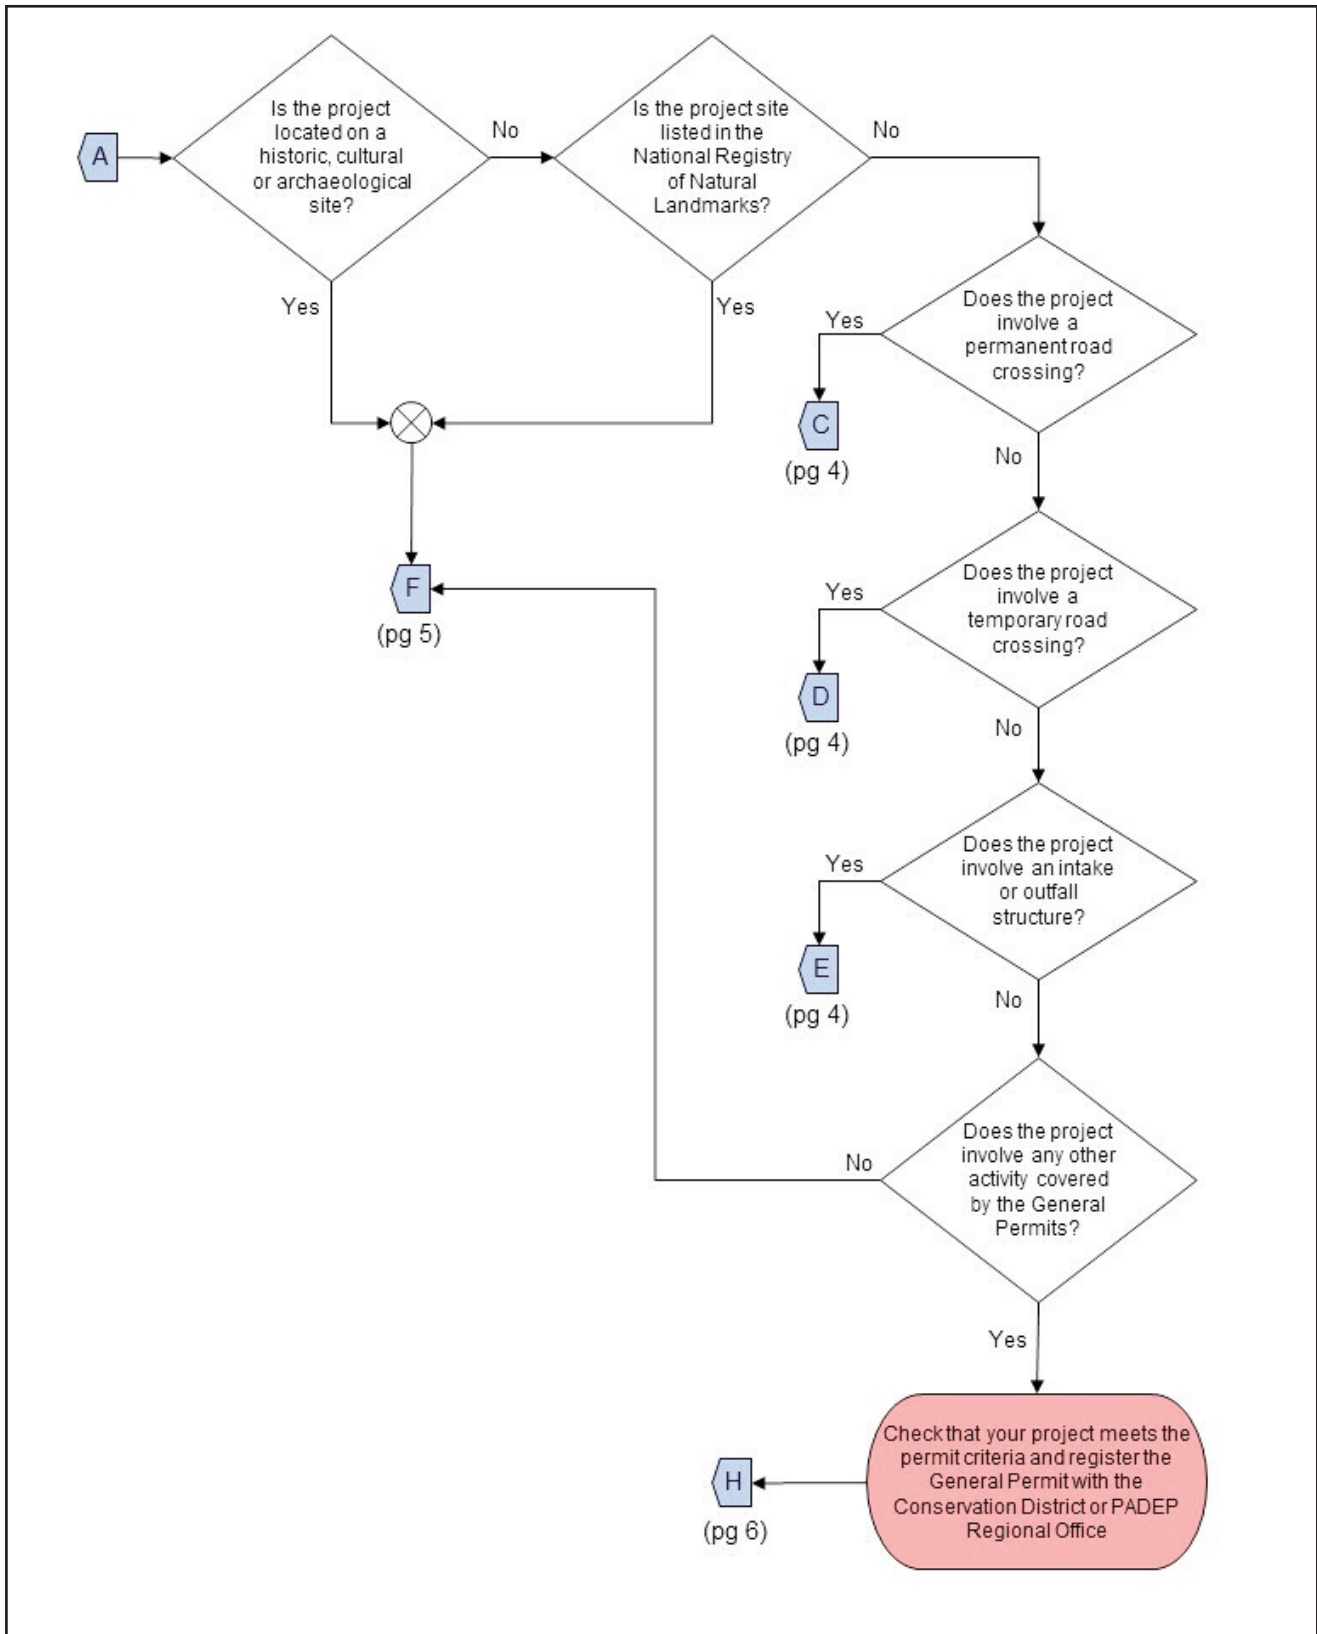 A
Is the project
located on a
historic, cultural
or archaeological
site?
No
Is the project site
listed in the
National Registry
of Natural
Landmarks?
No
Yes
Yes
Does the project
involve a
permanent road
crossing?
Yes
C
(pg 4)
No
F
(pg 5)
Does the project
involve a
temporary road
crossing?
Yes
D
(pg 4)
No
Does the project
involve an intake
or outfall
structure?
Yes
E
(pg 4)
No
Does the project
involve any other
activity covered
by the General
Permits?
No
Yes
Check that your project meets the
permit criteria and register the
General Permit with the
Conservation District or PADEP
Regional Office
H
(pg 6)